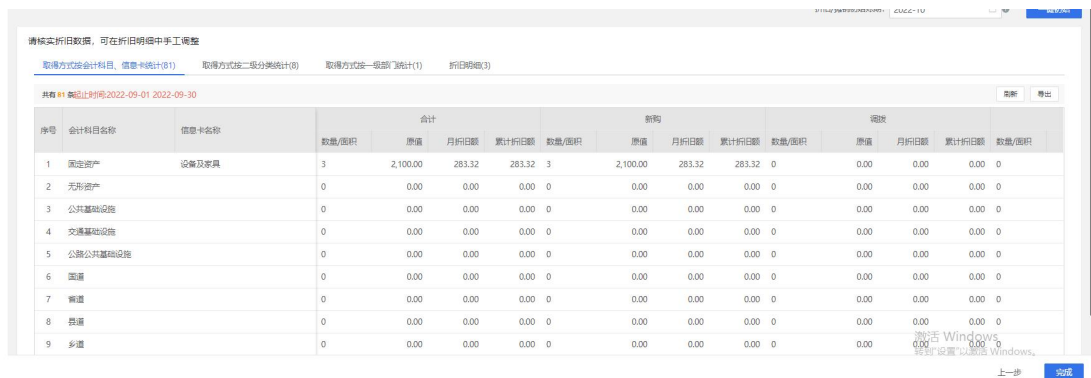 2022-10
请核实折旧数据，可在折旧明细中手工调整
取得方式按会计科目、信息卡统计(81) 取得方式按二级分类统计(8) 取得方式按一级部门统计(1) 折旧明细(3)
共有 81 条起止时间:2022-09-01 2022-09-30 刷新 导出
序号 会计科目名称 信息卡名称 合计 新购 调拨
数量/面积 原值 月折旧额 累计折旧额 数量/面积 原值 月折旧额 累计折旧额 数量/面积 原值 月折旧额 累计折旧额 数量/面积
1 固定资产 设备及家具 3 2,100.00 283.32 283.32 3 2,100.00 283.32 283.32 0 0.00 0.00 0.00 0
2 无形资产 0 0.00 0.00 0.00 0 0.00 0.00 0.00 0 0.00 0.00 0.00 0
3 公共基础设施 0 0.00 0.00 0.00 0 0.00 0.00 0.00 0 0.00 0.00 0.00 0
4 交通基础设施 0 0.00 0.00 0.00 0 0.00 0.00 0.00 0 0.00 0.00 0.00 0
5 公路公共基础设施 0 0.00 0.00 0.00 0 0.00 0.00 0.00 0 0.00 0.00 0.00 0
6 国道 0 0.00 0.00 0.00 0 0.00 0.00 0.00 0 0.00 0.00 0.00 0
7 省道 0 0.00 0.00 0.00 0 0.00 0.00 0.00 0 0.00 0.00 0.00 0
8 县道 0 0.00 0.00 0.00 0 0.00 0.00 0.00 0 0.00 0.00 0.00 0
9 乡道 0 0.00 0.00 0.00 0 0.00 0.00 0.00 0 0.00 0.00 0.00 0
激活 Windows
转到"设置"以激活 Windows。
上一步 完成